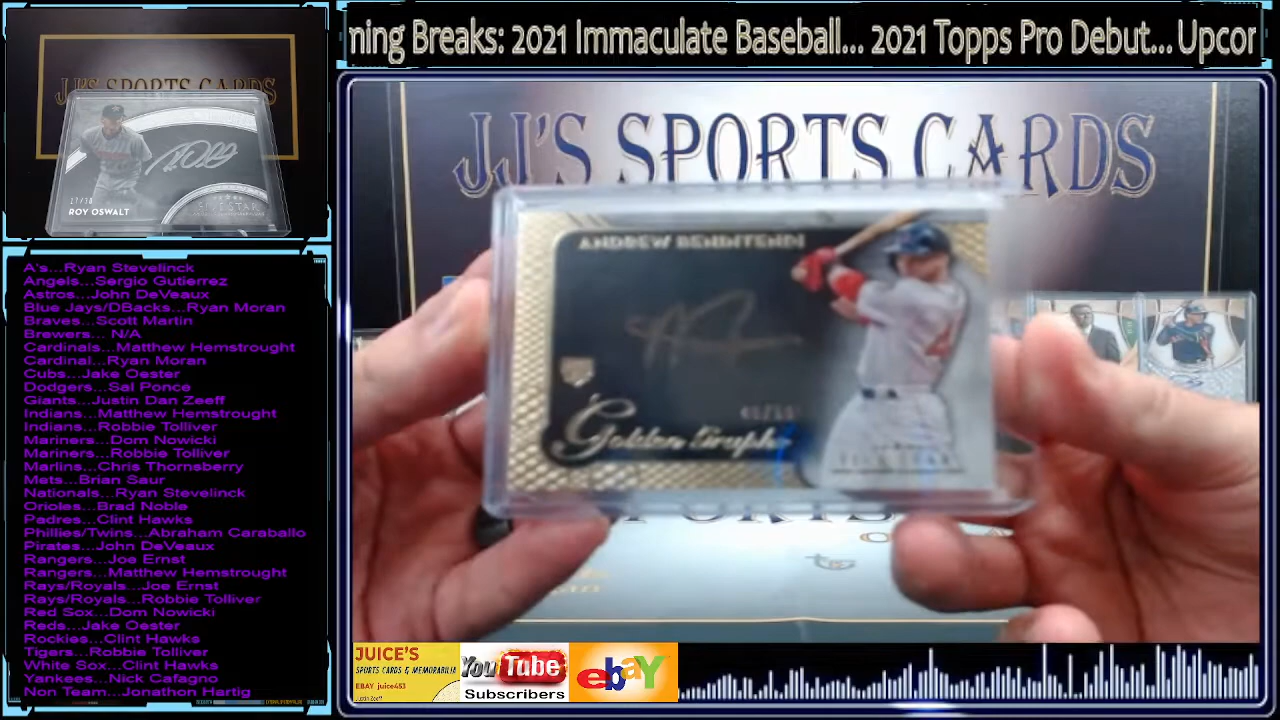 ning Breaks: 2021 Immaculate Baseball... 2021 Topps Pro Debut... Upcor
JJ'S SPORTS CARDS
ROY OSWALT
A's...Ryan Stevelinck
Angels...Sergio Gutierrez
Astros...John DeVeaux
Blue Jays/DBacks...Ryan Moran
Braves...Scott Martin
Brewers... N/A
Cardinals...Matthew Hemstrought
Cardinal...Ryan Moran
Cubs...Jake Oester
Dodgers...Sal Ponce
Giants...Justin Dan Zeeff
Indians...Matthew Hemstrought
Indians...Robbie Tolliver
Mariners...Dom Nowicki
Mariners...Robbie Tolliver
Marlins...Chris Thornsberry
Mets...Brian Saur
Nationals...Ryan Stevelinck
Orioles...Brad Noble
Padres...Clint Hawks
Phillies/Twins...Abraham Caraballo
Pirates...John DeVeaux
Rangers...Joe Ernst
Rangers...Matthew Hemstrought
Rays/Royals...Joe Ernst
Rays/Royals...Robbie Tolliver
Red Sox...Dom Nowicki
Reds...Jake Oester
Rockies...Clint Hawks
Tigers...Robbie Tolliver
White Sox...Clint Hawks
Yankees...Nick Cafagno
Non Team...Jonathon Hartig
JJ'S SPORTS CARDS
ANDREW BENINTENDI
Golden Graphs
JUICE'S
SPORTS CARDS & MEMORABILIA
EBAY juice453
Justin Zeeff
YouTube
Subscribers
ebaY